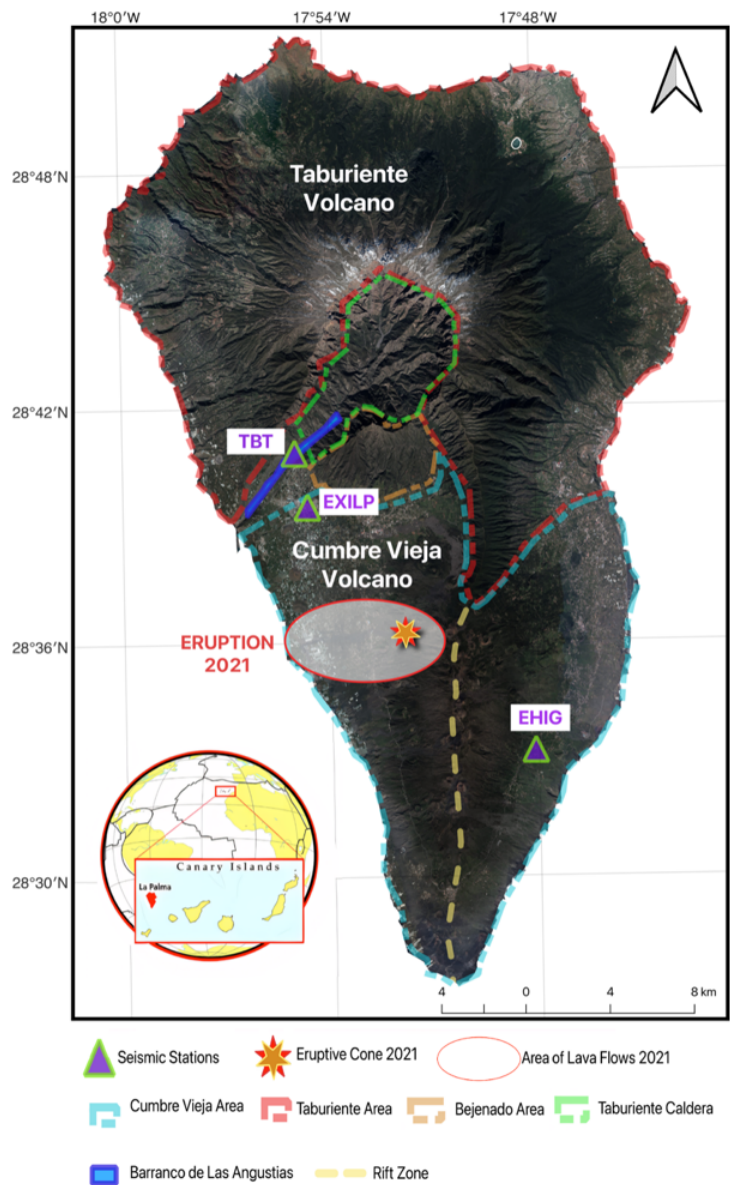 18°0'W 17°54'W 17°48'W
28°48'N
Taburiente
Volcano
28°42'N
TBT
EXILP
Cumbre Vieja
Volcano
ERUPTION
2021
28°36'N
EHIG
Canary Islands
La Palma
28°30'N
4 0 4 8 km
Seismic Stations Eruptive Cone 2021 Area of Lava Flows 2021
Cumbre Vieja Area Taburiente Area Bejenado Area Taburiente Caldera
Barranco de Las Angustias Rift Zone